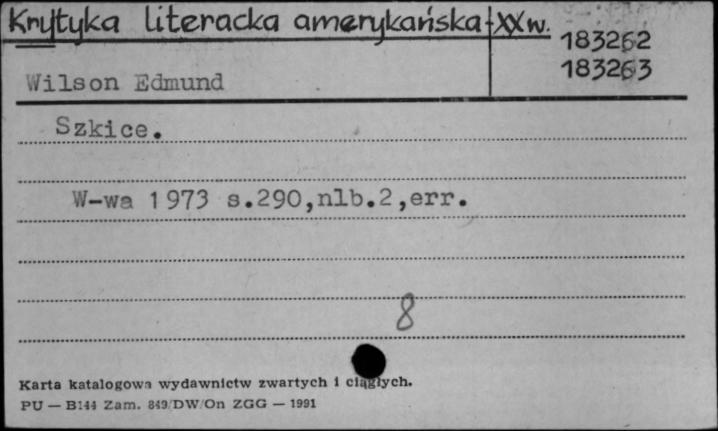 Krytyka literacka amerykańska-XX w.
183262
183263
Wilson Edmund
Szkice.
W-wa 1973 s.290,nlb.2,err.
8
Karta katalogowa wydawnictw zwartych i ciągłych.
PU — B144 Zam. 849/DW/On ZGG — 1991